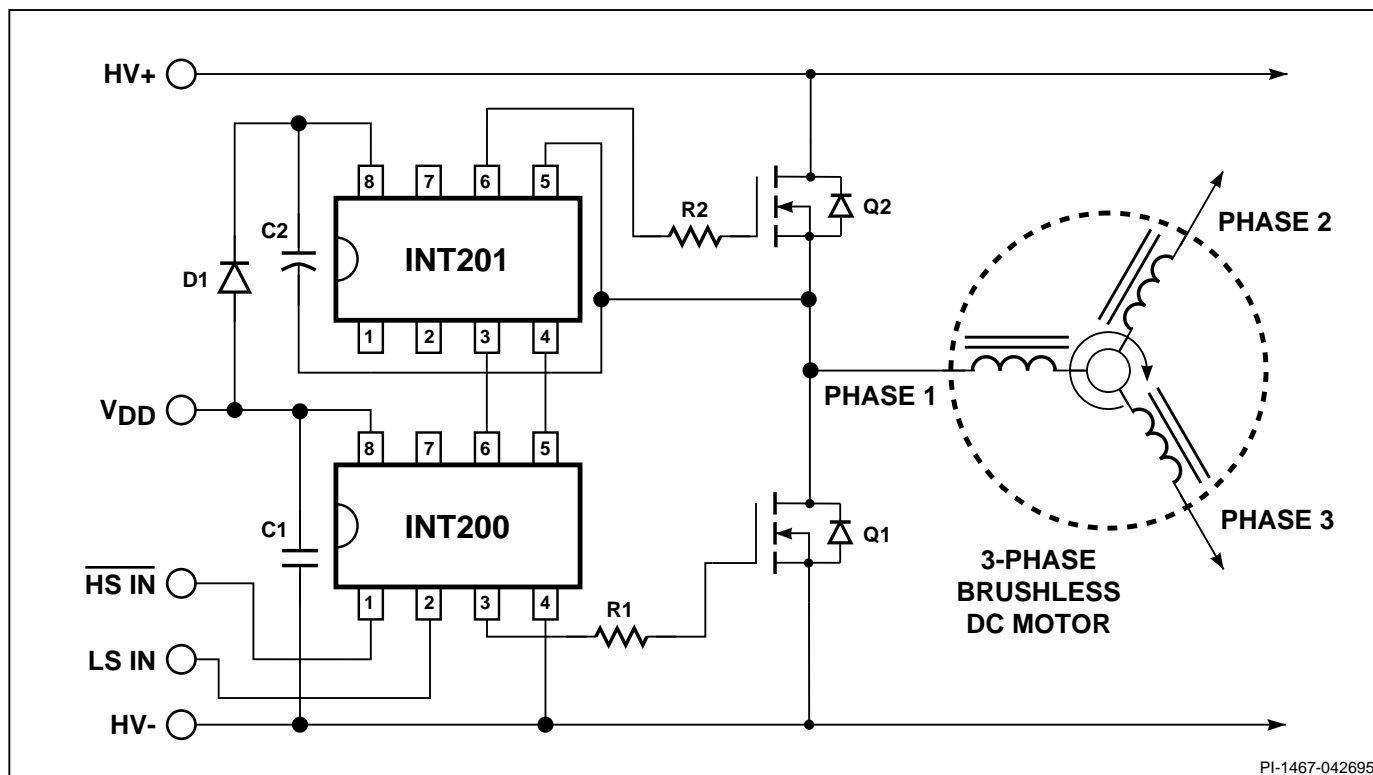 HV+
8 7 6 5
C2
R2
Q2
PHASE 2
D1
INT201
1 2 3 4
PHASE 1
VDD
8 7 6 5
C1
INT200
Q1
PHASE 3
HS IN
1 2 3 4
R1
3-PHASE
BRUSHLESS
DC MOTOR
LS IN
HV-
PI-1467-042695